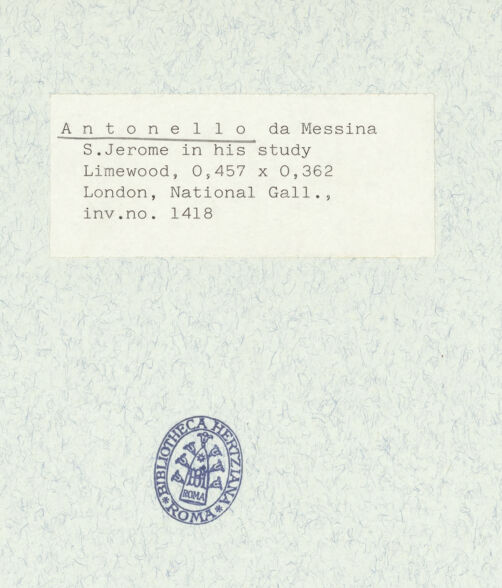 Antonello da Messina
S.Jerome in his study
Limewood, 0,457 x 0,362
London, National Gall.,
inv.no. 1418
BIBLIOTHECA HERTZIANA
ROMA
*ROMA*